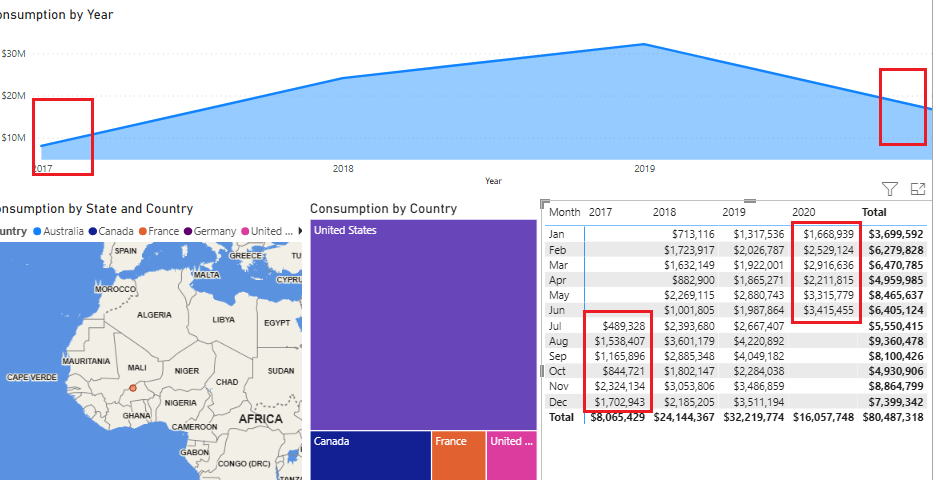 onsumption by Year
$30M
$20M
$10M
2017 2018 2019
Year
onsumption by State and Country
untry Australia Canada France Germany United ...
SPAIN
GREECE
TU
MALTA
CYPRU
MOROCCO
ALGERIA
LIBYA
EGYPT
MAURITANIA
MALI
NIGER
SUDAN
CAPE VERDE
CHAD
NIGERIA
GHANA
AFRICA
CAMEROON
GABON
CONGO (DRC)
TANZA
Consumption by Country
United States
Canada
France
United ...
Month 2017 2018 2019 2020 Total
Jan $713,116 $1,317,536 $1,668,939 $3,699,592
Feb $1,723,917 $2,026,787 $2,529,124 $6,279,828
Mar $1,632,149 $1,922,001 $2,916,636 $6,470,785
Apr $882,900 $1,865,271 $2,211,815 $4,959,985
May $2,269,115 $2,880,743 $3,315,779 $8,465,637
Jun $1,001,805 $1,987,864 $3,415,455 $6,405,124
Jul $489,328 $2,393,680 $2,667,407 $5,550,415
Aug $1,538,407 $3,601,179 $4,220,892 $9,360,478
Sep $1,165,896 $2,885,348 $4,049,182 $8,100,426
Oct $844,721 $1,802,147 $2,284,038 $4,930,906
Nov $2,324,134 $3,053,806 $3,486,859 $8,864,799
Dec $1,702,943 $2,185,205 $3,511,194 $7,399,342
Total $8,065,429 $24,144,367 $32,219,774 $16,057,748 $80,487,318